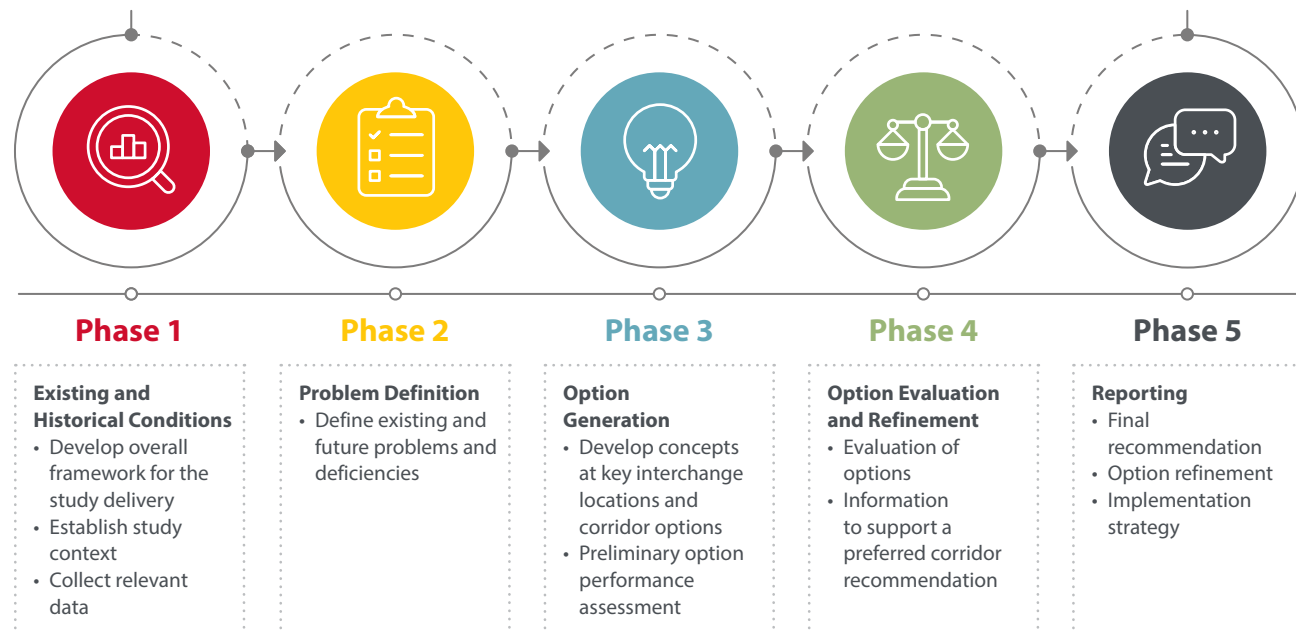 Phase 1
Existing and
Historical Conditions
• Develop overall
framework for the
study delivery
• Establish study
context
• Collect relevant
data
Phase 2
Problem Definition
• Define existing and
future problems and
deficiencies
Phase 3
Option
Generation
• Develop concepts
at key interchange
locations and
corridor options
• Preliminary option
performance
assessment
Phase 4
Option Evaluation
and Refinement
• Evaluation of
options
• Information
to support a
preferred corridor
recommendation
Phase 5
Reporting
• Final
recommendation
• Option refinement
• Implementation
strategy